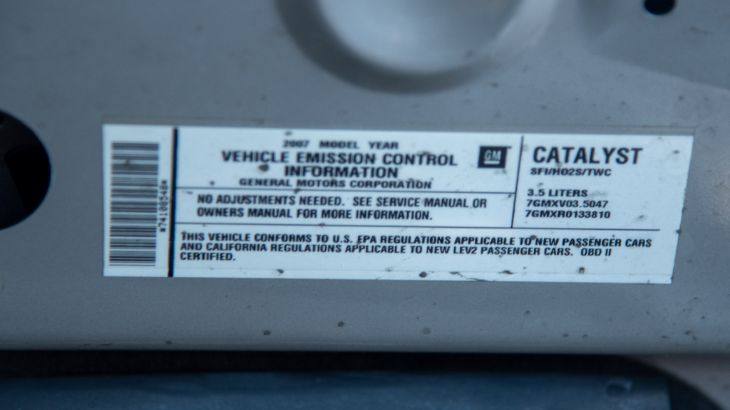 2007 MODEL YEAR
VEHICLE EMISSION CONTROL
INFORMATION
GENERAL MOTORS CORPORATION
GM
NO ADJUSTMENTS NEEDED. SEE SERVICE MANUAL OR
OWNERS MANUAL FOR MORE INFORMATION.
CATALYST
SFI/HO2S/TWC
3.5 LITERS
7GMXV03.5047
7GMXR0133810
THIS VEHICLE CONFORMS TO U.S. EPA REGULATIONS APPLICABLE TO NEW PASSENGER CARS
AND CALIFORNIA REGULATIONS APPLICABLE TO NEW LEV2 PASSENGER CARS. OBD II
CERTIFIED.